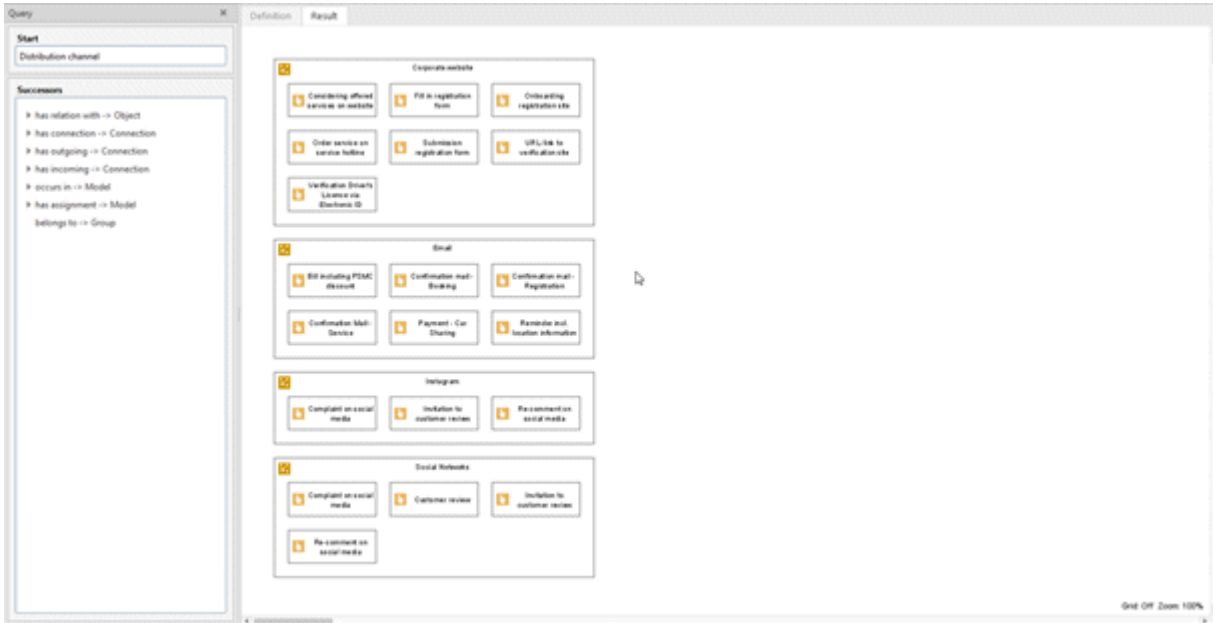 Query
Start
Distribution channel
Successors
has relation with -> Object
has connection -> Connection
has outgoing -> Connection
has incoming -> Connection
occurs in -> Model
has assignment -> Model
belongs to -> Group
Definition Result
Corporate website
Considering offered
services on website
Fill in registration
form
Onboarding
registration site
Order service on
service hotline
Submission
registration form
URL/link to
verification site
Verification Driver's
License via
Electronic ID
Email
Bill including
discount
Confirmation mail -
Booking
Confirmation mail -
Registration
Confirmation Mail -
Service
Payment - Car
Sharing
Reminder incl.
location information
Instagram
Complaint on social
media
Invitation to
customer review
Re-comment on
social media
Social Networks
Complaint on social
media
Customer review
Invitation to
customer review
Re-comment on
social media
Grid: Off Zoom: 100%